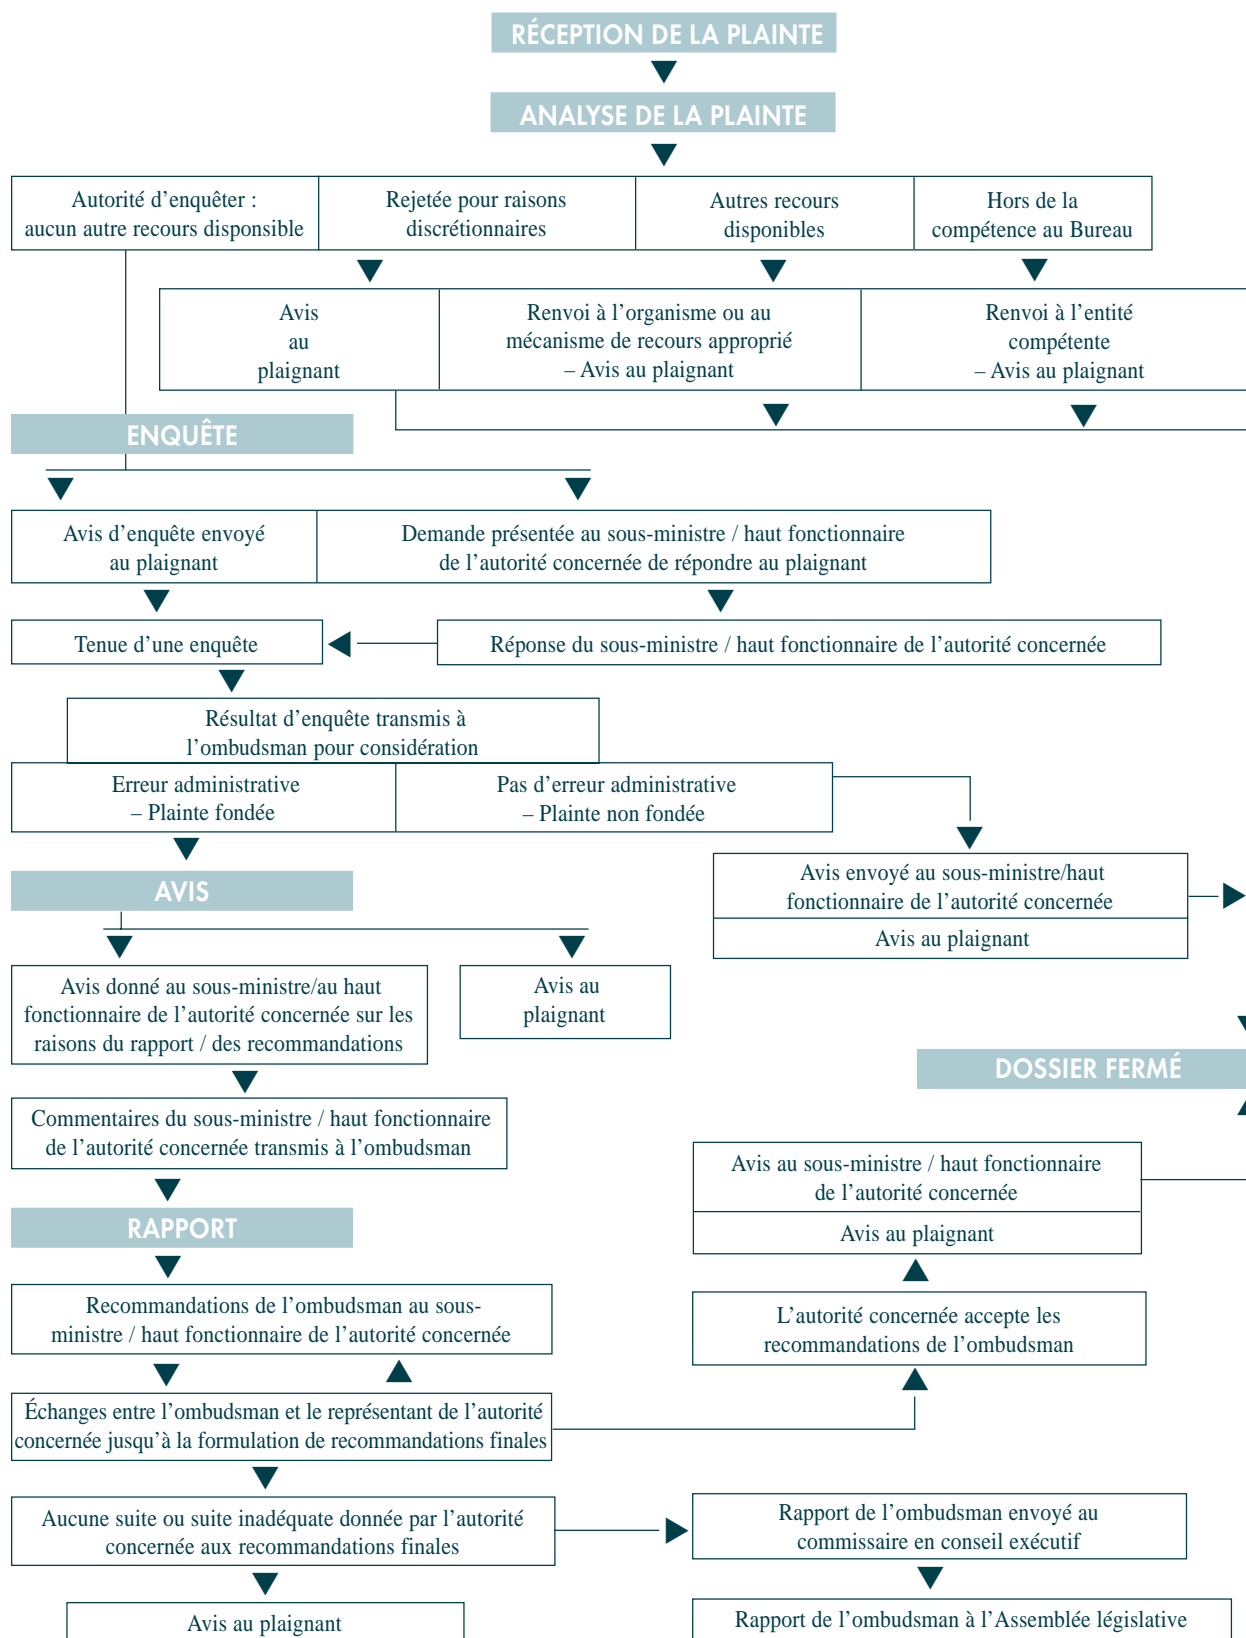 RÉCEPTION DE LA PLAINTE
ANALYSE DE LA PLAINTE
Autorité d'enquêter :
aucun autre recours disponsible
Rejetée pour raisons
discrétionnaires
Autres recours
disponibles
Hors de la
compétence au Bureau
Avis
au
plaignant
Renvoi à l'organisme ou au
mécanisme de recours approprié
– Avis au plaignant
Renvoi à l'entité
compétente
– Avis au plaignant
ENQUÊTE
Avis d'enquête envoyé
au plaignant
Demande présentée au sous-ministre / haut fonctionnaire
de l'autorité concernée de répondre au plaignant
Tenue d'une enquête
Réponse du sous-ministre / haut fonctionnaire de l'autorité concernée
Résultat d'enquête transmis à
l'ombudsman pour considération
Erreur administrative
– Plainte fondée
Pas d'erreur administrative
– Plainte non fondée
Avis envoyé au sous-ministre/haut
fonctionnaire de l'autorité concernée
Avis au plaignant
AVIS
Avis donné au sous-ministre/au haut
fonctionnaire de l'autorité concernée sur les
raisons du rapport / des recommandations
Avis au
plaignant
DOSSIER FERMÉ
Commentaires du sous-ministre / haut fonctionnaire
de l'autorité concernée transmis à l'ombudsman
Avis au sous-ministre / haut fonctionnaire
de l'autorité concernée
Avis au plaignant
RAPPORT
Recommandations de l'ombudsman au sous-
ministre / haut fonctionnaire de l'autorité concernée
L'autorité concernée accepte les
recommandations de l'ombudsman
Échanges entre l'ombudsman et le représentant de l'autorité
concernée jusqu'à la formulation de recommandations finales
Aucune suite ou suite inadéquate donnée par l'autorité
concernée aux recommandations finales
Rapport de l'ombudsman envoyé au
commissaire en conseil exécutif
Avis au plaignant
Rapport de l'ombudsman à l'Assemblée législative